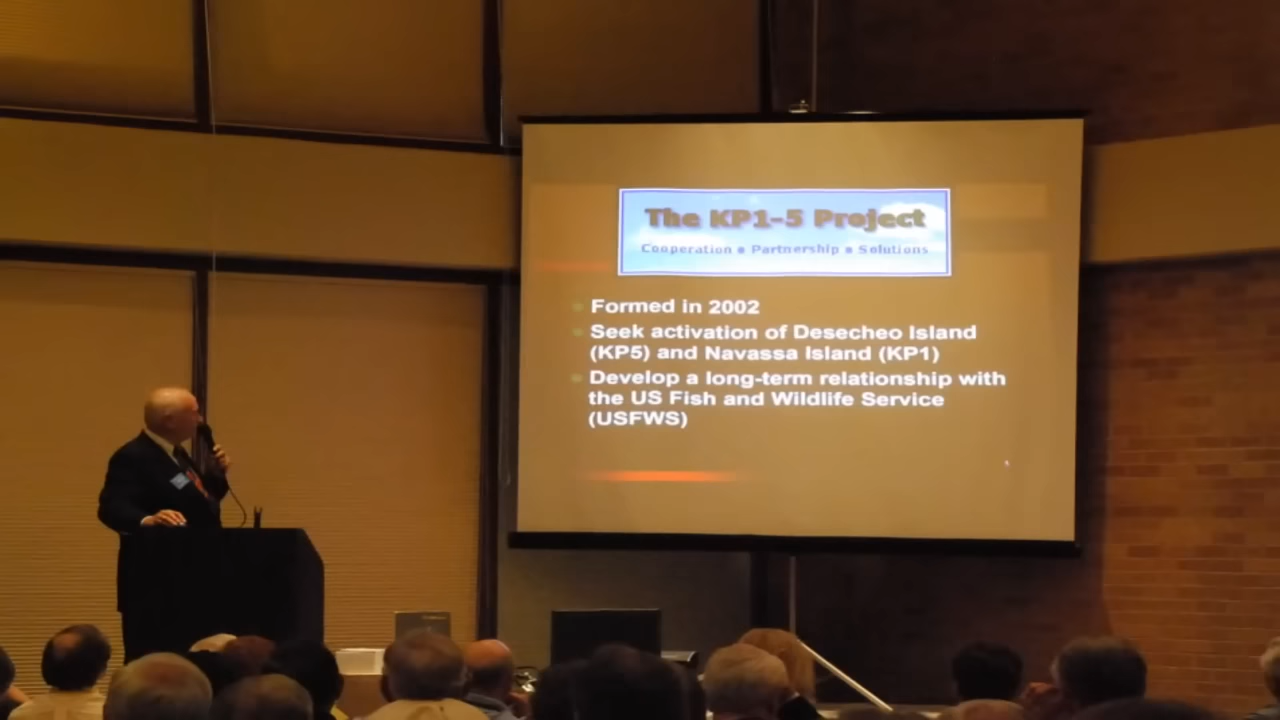 The KP1-5 Project
Cooperation • Partnership • Solutions
Formed in 2002
Seek activation of Desecheo Island
(KP5) and Navassa Island (KP1)
Develop a long-term relationship with
the US Fish and Wildlife Service
(USFWS)